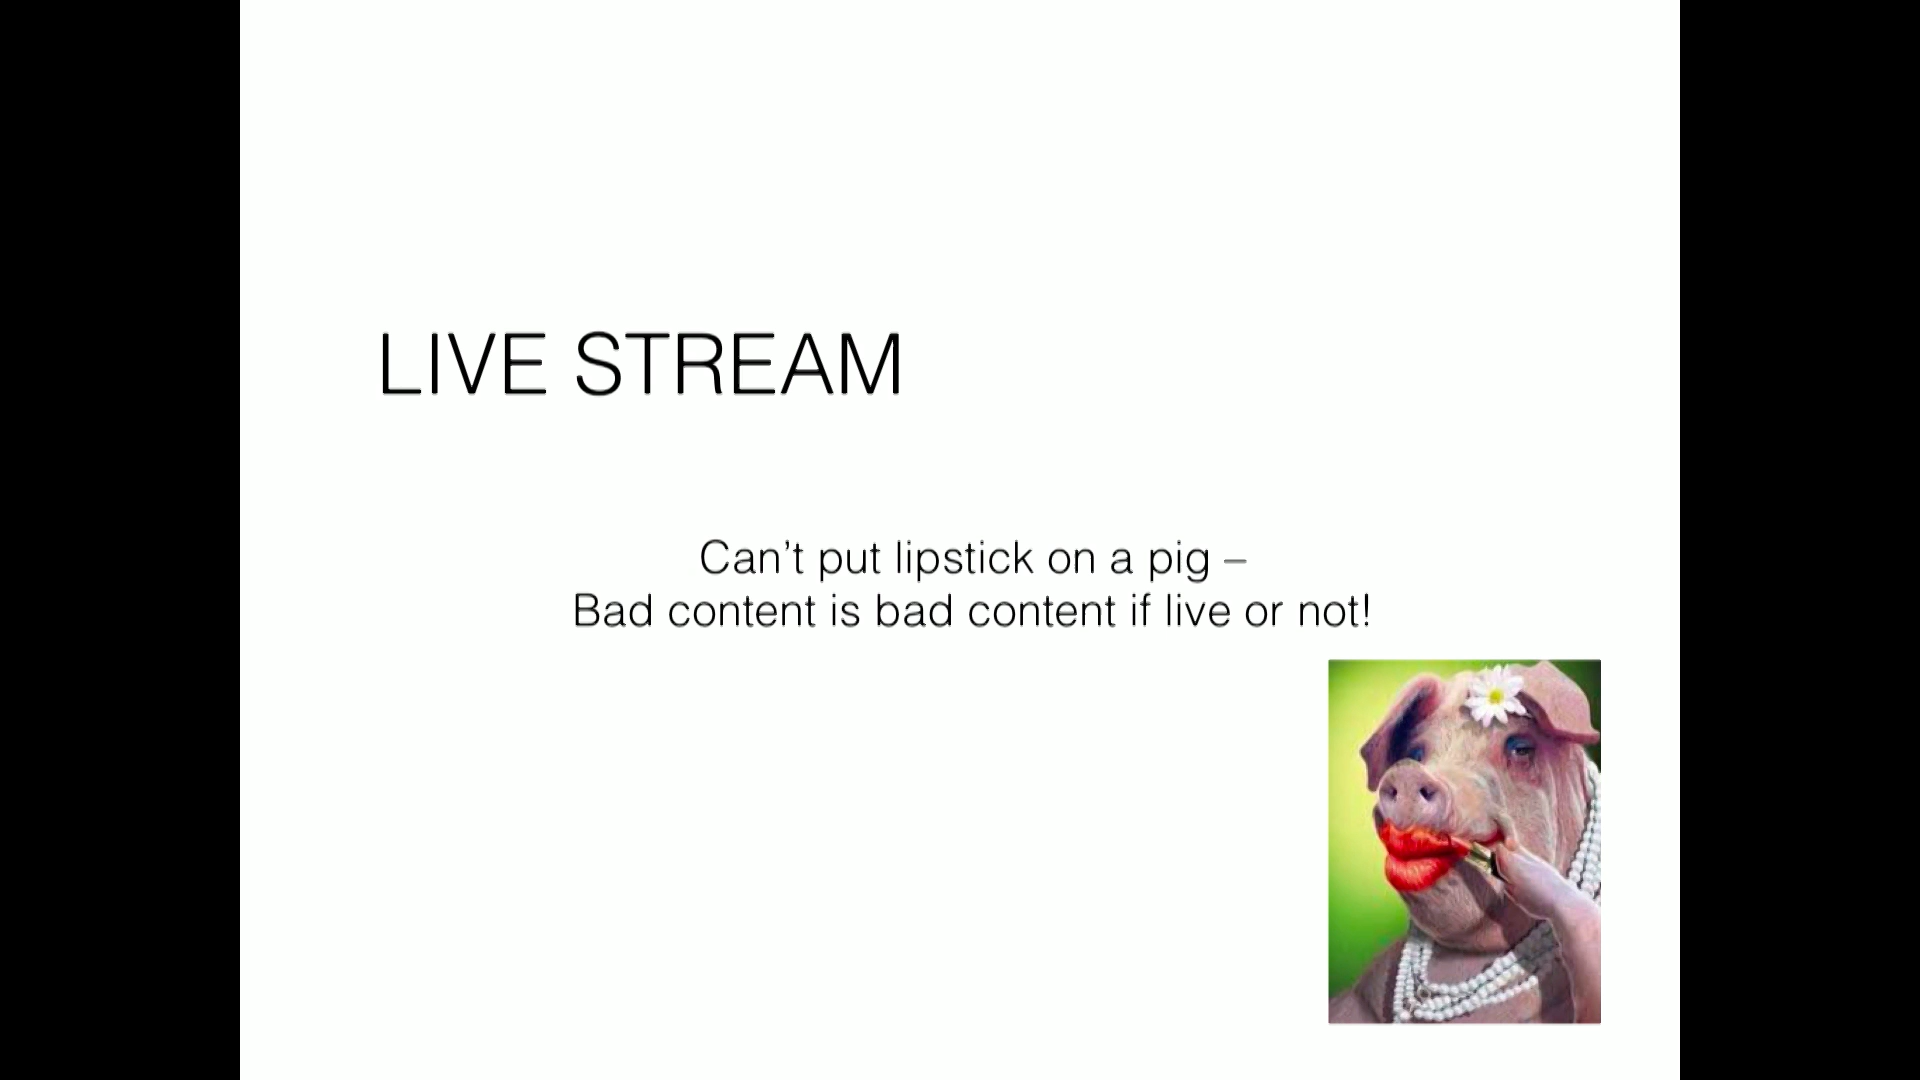 LIVE STREAM
Can’t put lipstick on a pig –
Bad content is bad content if live or not!